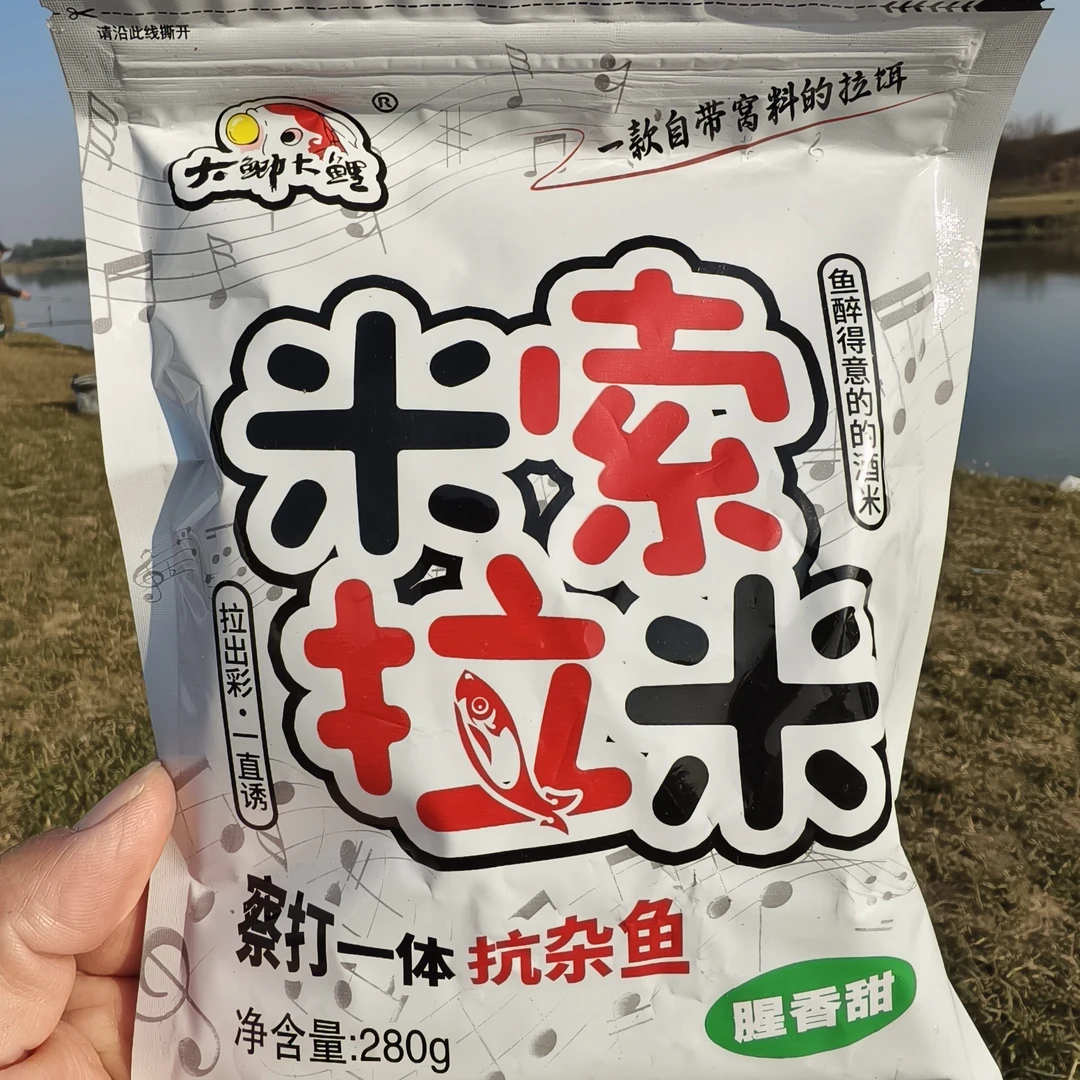 请沿此线撕开
大鲫大鲤
®
一款自带窝料的拉饵
米索
拉米
鱼醉得意的的酒米
拉出彩·一直诱
察打一体 抗杂鱼
腥香甜
净含量:280g